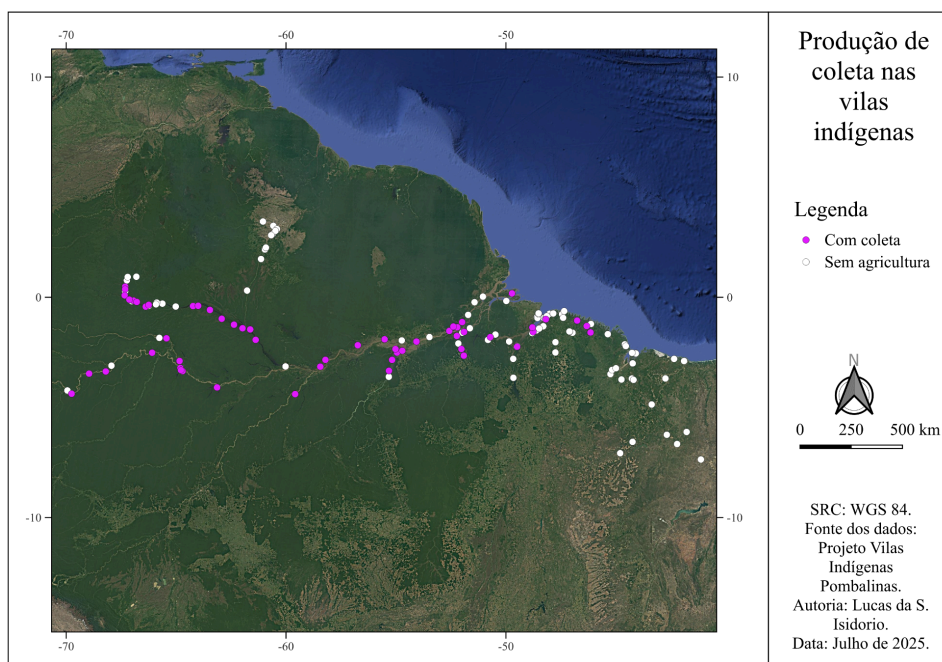 -70
-60
-50
10
10
0
0
-10
-10
-70
-60
-50
Produção de
coleta nas
vilas
indígenas
Legenda
Com coleta
Sem agricultura
N
0 250 500 km
SRC: WGS 84.
Fonte dos dados:
Projeto Vilas
Indígenas
Pombalinas.
Autoria: Lucas da S.
Isidorio.
Data: Julho de 2025.